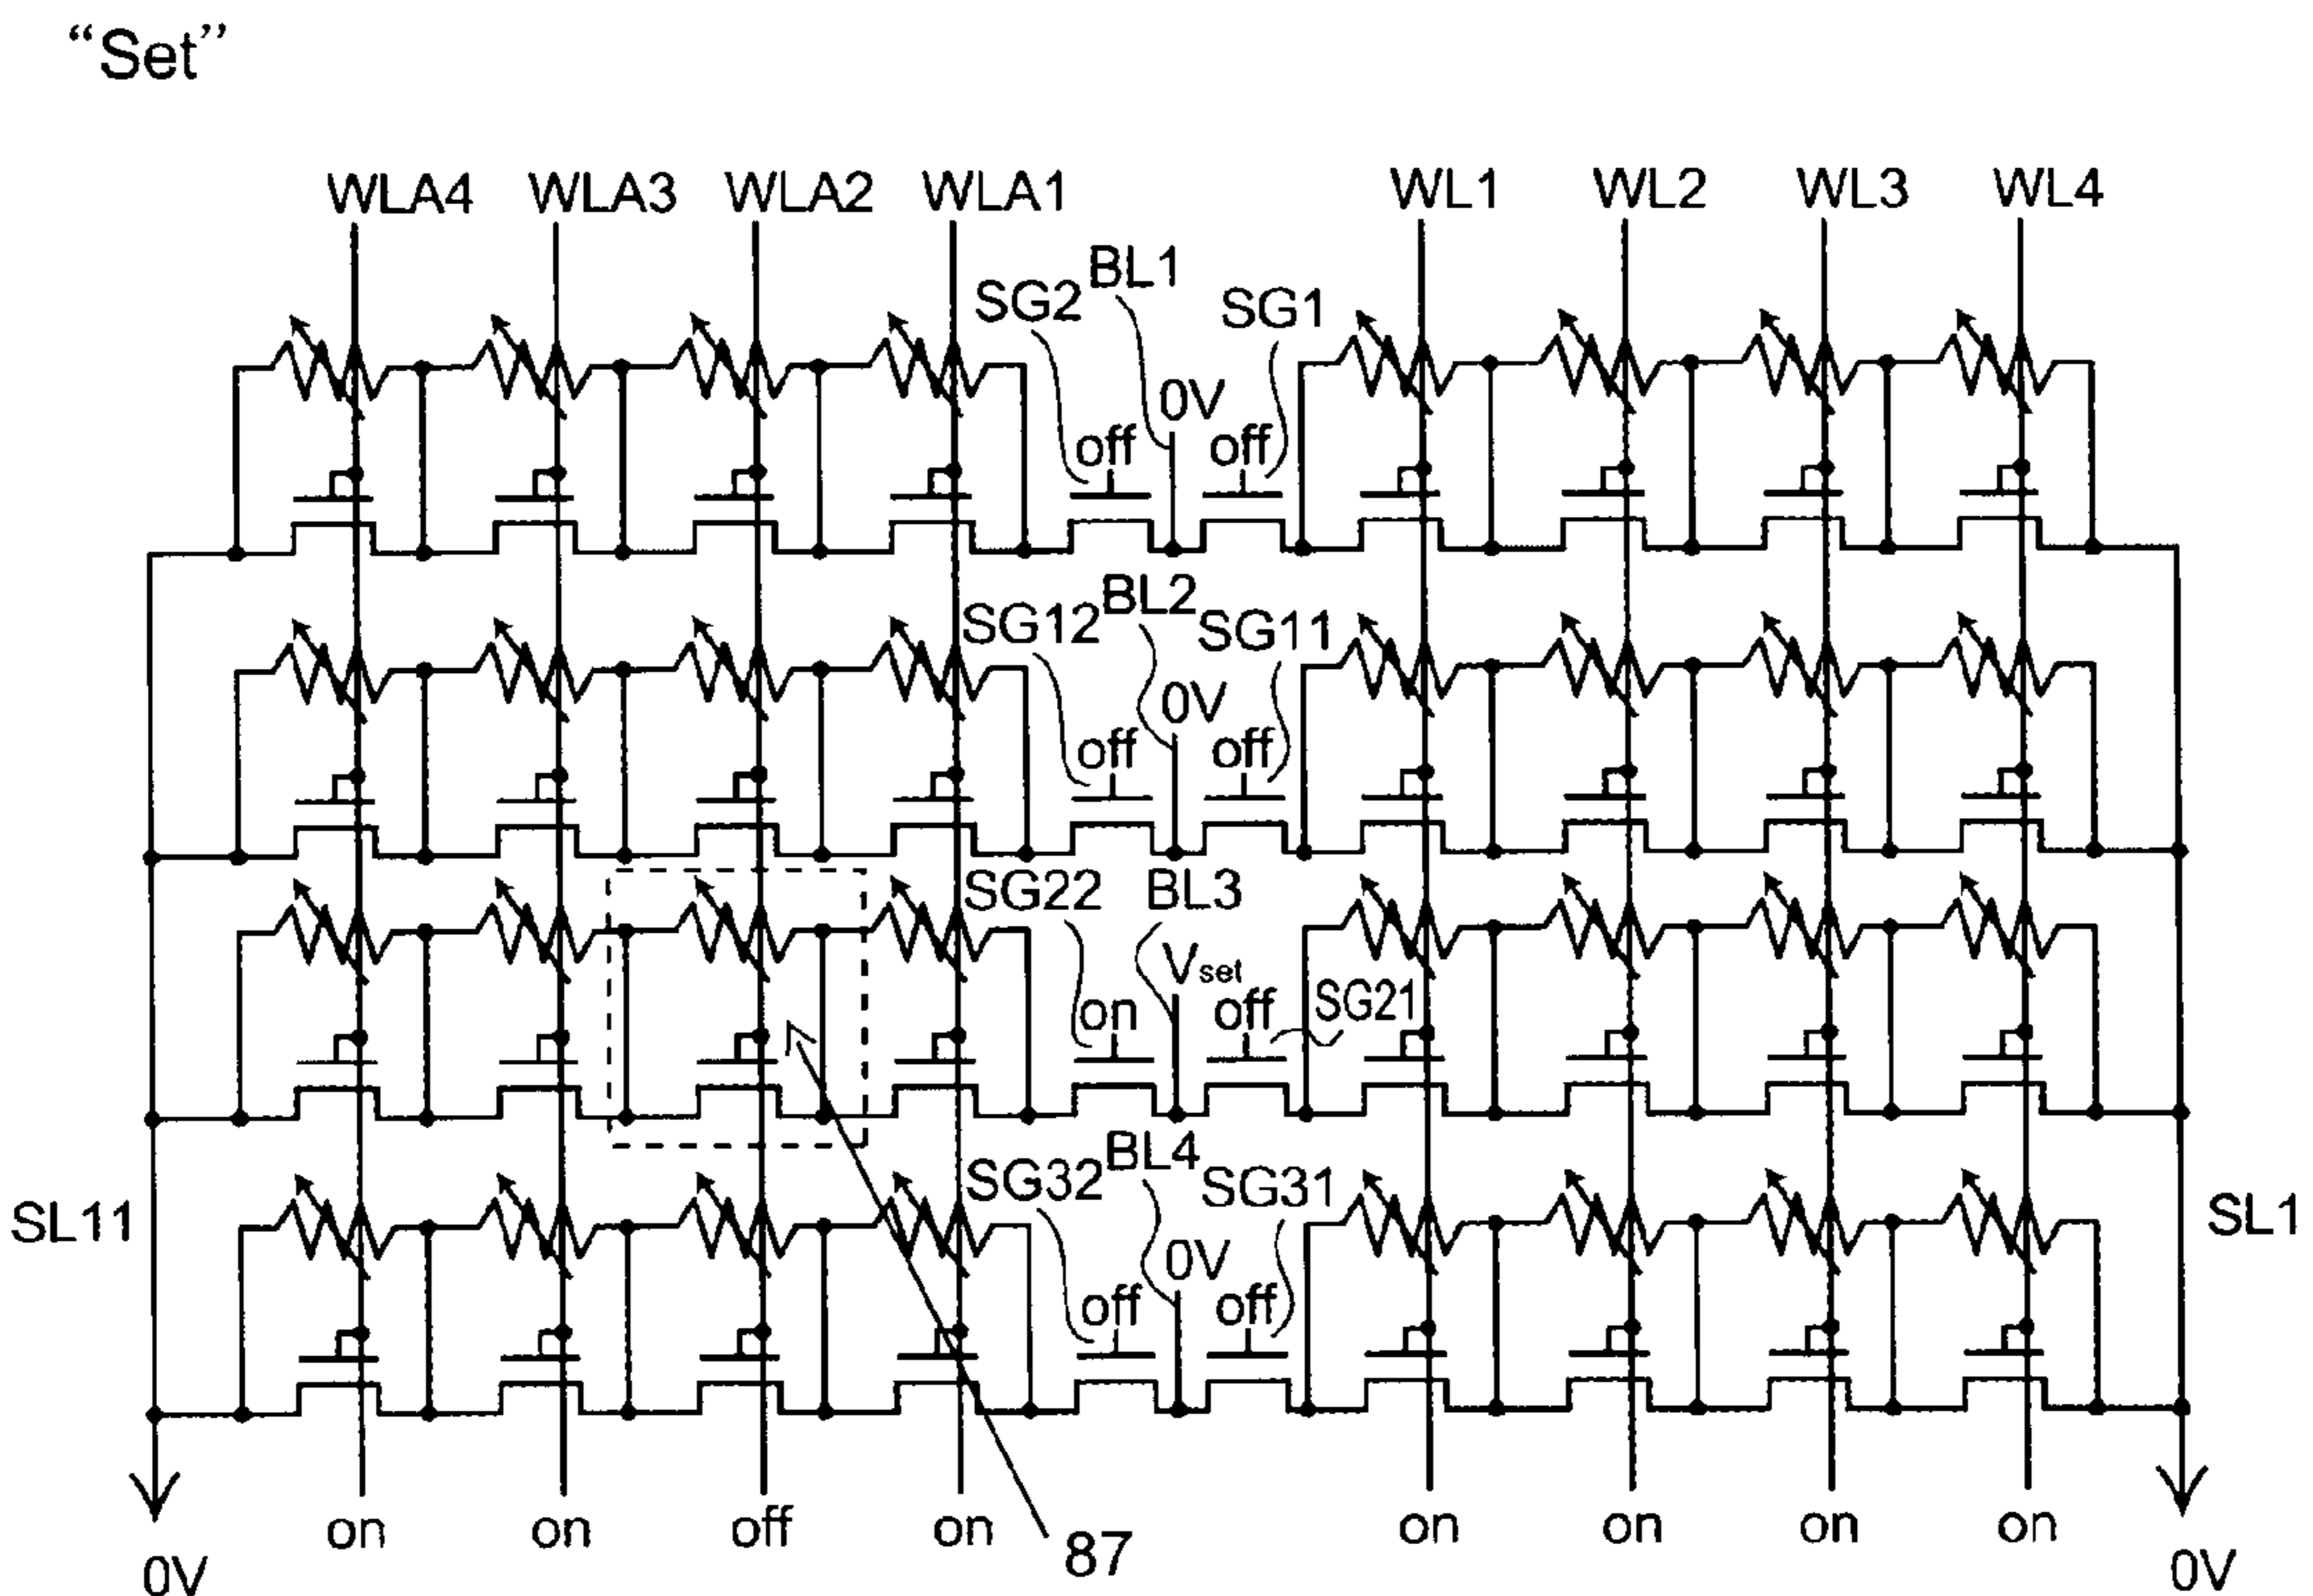 “Set”
WLA4 WLA3 WLA2 WLA1 WL1 WL2 WL3 WL4
SG2 BL1 SG1
0V
off off
SG12 BL2 SG11
0V
off off
SG22 BL3
Vset
on off SG21
SG32 BL4 SG31
SL11 SL1
0V
off off
on on off on on on on on
87
0V 0V